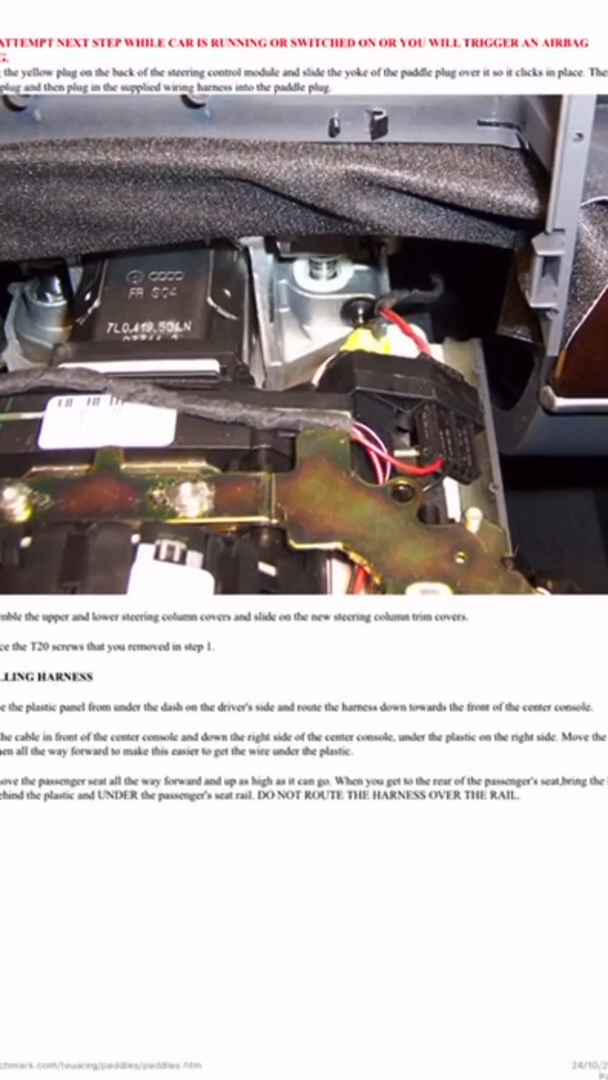 ATTEMPT NEXT STEP WHILE CAR IS RUNNING OR SWITCHED ON OR YOU WILL TRIGGER AN AIRBAG
G.
the yellow plug on the back of the steering control module and slide the yoke of the paddle plug over it so it clicks in place. The
plug and then plug in the supplied wiring harness into the paddle plug.
FR SO4
7L0.419.501.N
mble the upper and lower steering column covers and slide on the new steering column trim covers.
ce the T20 screws that you removed in step 1.
LLING HARNESS
e the plastic panel from under the dash on the driver's side and route the harness down towards the front of the center console.
the cable in front of the center console and down the right side of the center console, under the plastic on the right side. Move the
en all the way forward to make this easier to get the wire under the plastic.
ove the passenger seat all the way forward and up as high as it can go. When you get to the rear of the passenger's seat,bring the
ehind the plastic and UNDER the passenger's seat rail. DO NOT ROUTE THE HARNESS OVER THE RAIL.
chmark.com/touareg/paddles/paddles.htm
24/10/2